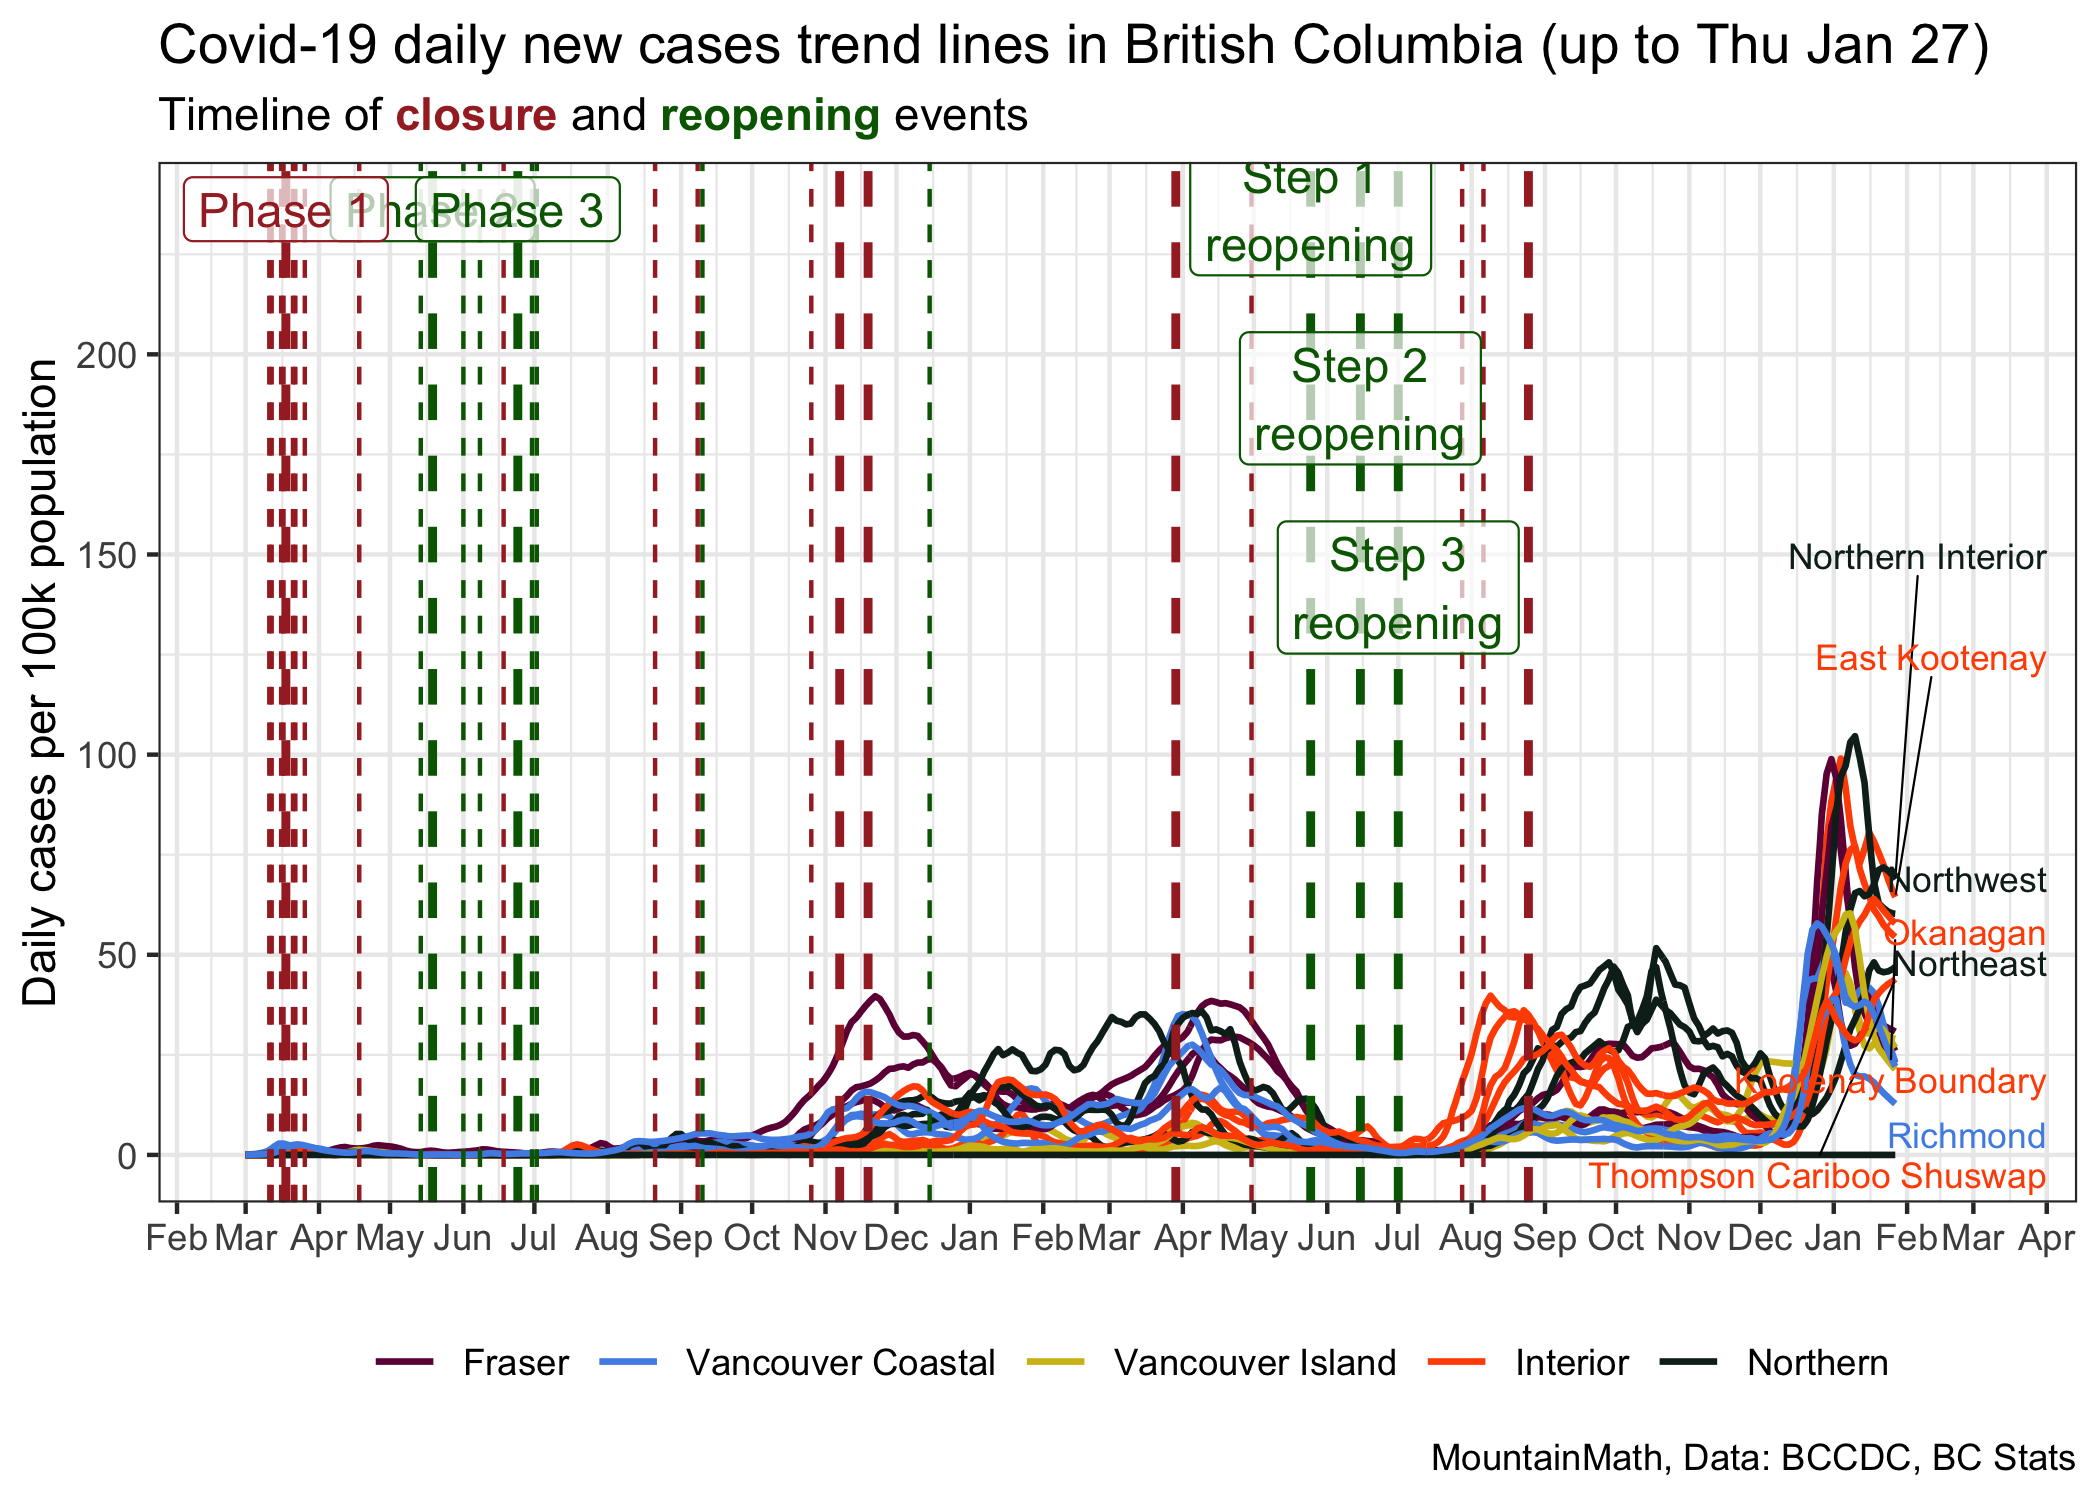 Covid-19 daily new cases trend lines in British Columbia (up to Thu Jan 27)
Timeline of closure and reopening events
Phase 1
Phase 2
Phase 3
Step 1
reopening
Step 2
reopening
Step 3
reopening
Daily cases per 100k population
200
150
100
50
0
Northern Interior
East Kootenay
Northwest
Okanagan
Northeast
Kootenay Boundary
Richmond
Thompson Cariboo Shuswap
Feb Mar Apr May Jun Jul Aug Sep Oct Nov Dec Jan Feb Mar Apr May Jun Jul Aug Sep Oct Nov Dec Jan Feb Mar Apr
Fraser Vancouver Coastal Vancouver Island Interior Northern
MountainMath, Data: BCCDC, BC Stats